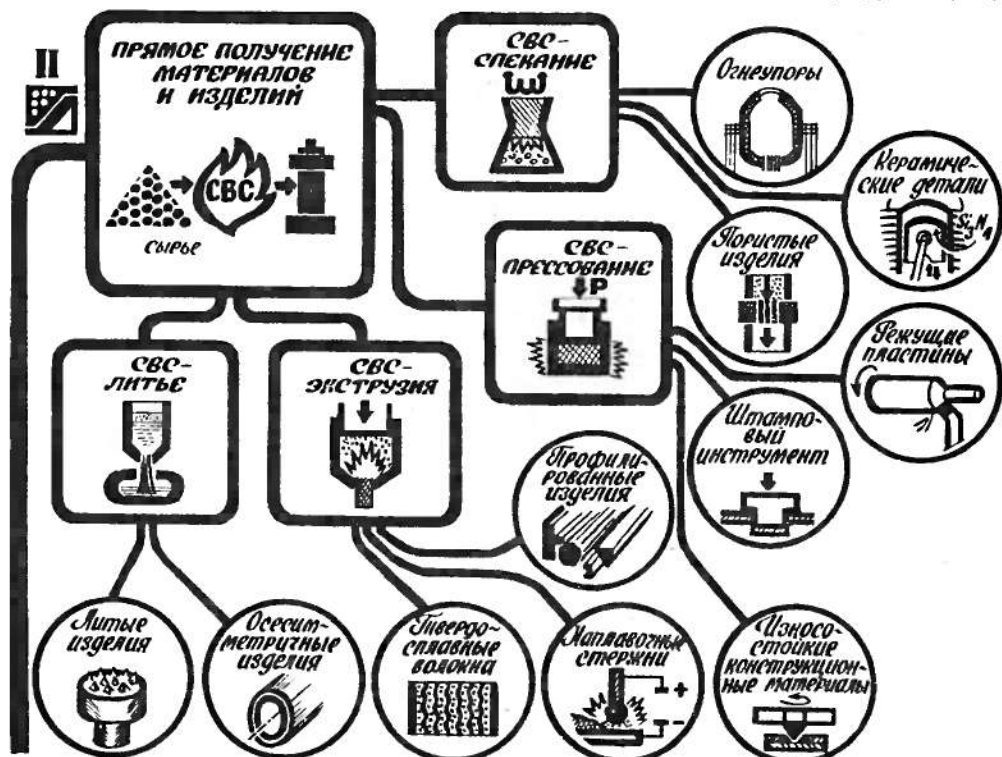 II
ПРЯМОЕ ПОЛУЧЕНИЕ
МАТЕРИАЛОВ
И ИЗДЕЛИЙ
СВС
сырье
СВС-
СПЕКАНИЕ
Огнеупоры
Керамиче-
ские детали
Si3N4
Пористые
изделия
СВС-
ПРЕССОВАНИЕ
P
Режущие
пластины
Штампо-
вый
инструмент
СВС-
ЛИТЬЕ
СВС-
ЭКСТРУЗИЯ
Профили-
рованные
изделия
Литые
изделия
Осесим-
метричные
изделия
Твердо-
сплавные
волокна
Наплавочные
стержни
+
−
Износо-
стойкие
конструкцион-
ные материалы